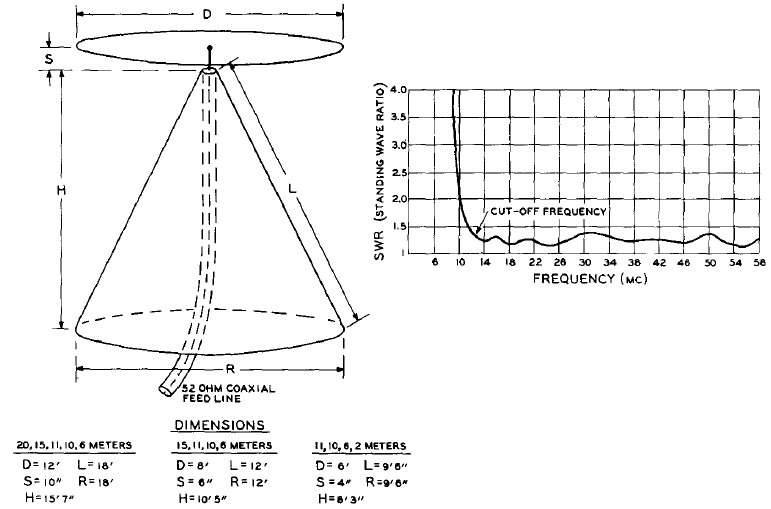 D
S
H
L
R
52 OHM COAXIAL
FEED LINE
SWR (STANDING WAVE RATIO)
4.0
3.5
3.0
2.5
2.0
1.5
1
CUT-OFF FREQUENCY
6 10 14 18 22 26 30 34 38 42 46 50 54 58
FREQUENCY (MC)
DIMENSIONS
20,15,11,10,6 METERS
D=12' L=18'
S=10" R=18'
H=15'7"
15,11,10,6 METERS
D=8' L=12'
S=6" R=12'
H=10'5"
11,10,6,2 METERS
D=6' L=9'6"
S=4" R=9'6"
H=8'3"